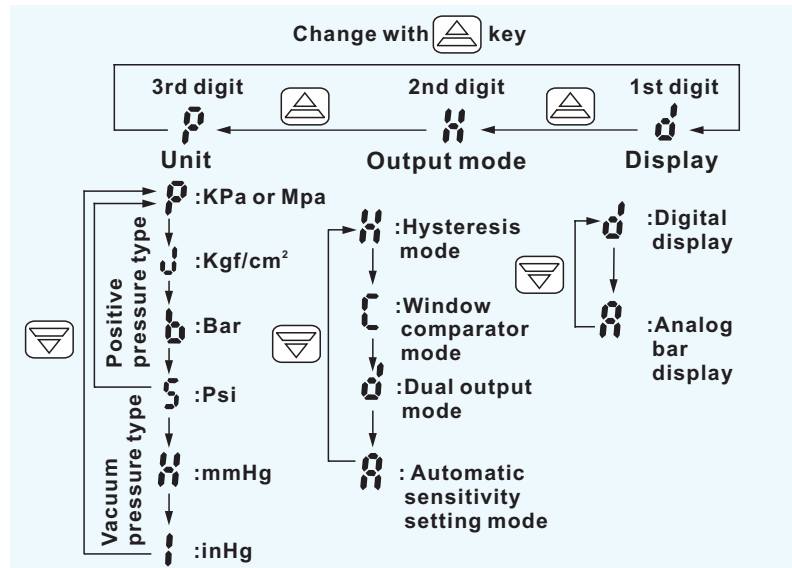 Change with key
3rd digit 2nd digit 1st digit
P H d
Unit Output mode Display
P :KPa or Mpa
J :Kgf/cm²
b :Bar
5 :Psi
H :mmHg
I :inHg
Positive
pressure type
Vacuum
pressure type
H :Hysteresis
mode
C :Window
comparator
mode
d :Dual output
mode
A : Automatic
sensitivity
setting mode
d :Digital
display
A :Analog
bar
display